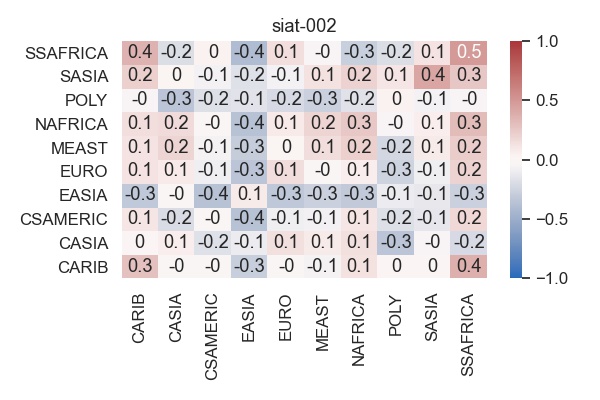 siat-002
SSAFRICA 0.4 -0.2 0 -0.4 0.1 -0 -0.3 -0.2 0.1 0.5
SASIA 0.2 0 -0.1 -0.2 -0.1 0.1 0.2 0.1 0.4 0.3
POLY -0 -0.3 -0.2 -0.1 -0.2 -0.3 -0.2 0 -0.1 -0
NAFRICA 0.1 0.2 -0 -0.4 0.1 0.2 0.3 -0 0.1 0.3
MEAST 0.1 0.2 -0.1 -0.3 0 0.1 0.2 -0.2 0.1 0.2
EURO 0.1 0.1 -0.1 -0.3 0.1 -0 0.1 -0.3 -0.1 0.2
EASIA -0.3 -0 -0.4 0.1 -0.3 -0.3 -0.3 -0.1 -0.1 -0.3
CSAMERIC 0.1 -0.2 -0 -0.4 -0.1 -0.1 0.1 -0.2 -0.1 0.2
CASIA 0 0.1 -0.2 -0.1 0.1 0.1 0.1 -0.3 -0 -0.2
CARIB 0.3 -0 -0 -0.3 -0 -0.1 0.1 0 0 0.4
CARIB CASIA CSAMERIC EASIA EURO MEAST NAFRICA POLY SASIA SSAFRICA
1.0
0.5
0.0
−0.5
−1.0